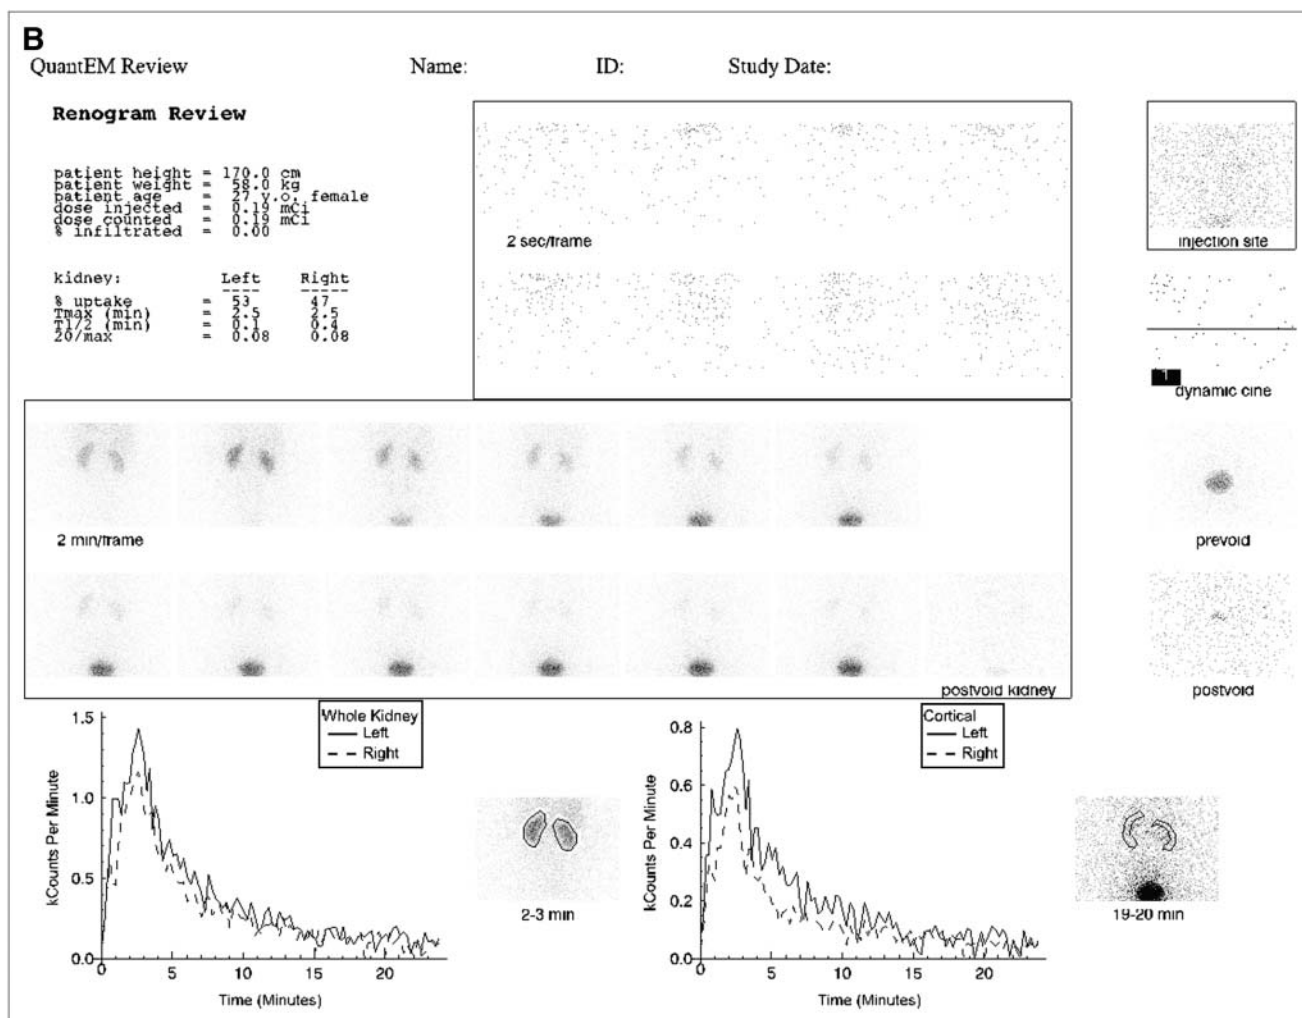 B
QuantEM Review Name: ID: Study Date:
Renogram Review
patient height = 170.0 cm
patient weight = 58.0 kg
patient age = 27 y.o. female
dose injected = 0.19 mCi
dose counted = 0.19 mCi
% infiltrated = 0.00
kidney: Left Right
% uptake = 53 47
Tmax (min) = 2.5 2.5
T1/2 (min) = 0.1 0.4
20/max = 0.08 0.08
2 sec/frame
injection site
1
dynamic cine
2 min/frame
prevoid
postvoid kidney
postvoid
Whole Kidney
Left
Right
kCounts Per Minute
1.5
1.0
0.5
0.0
0 5 10 15 20
Time (Minutes)
2-3 min
Cortical
Left
Right
kCounts Per Minute
0.8
0.6
0.4
0.2
0.0
0 5 10 15 20
Time (Minutes)
19-20 min